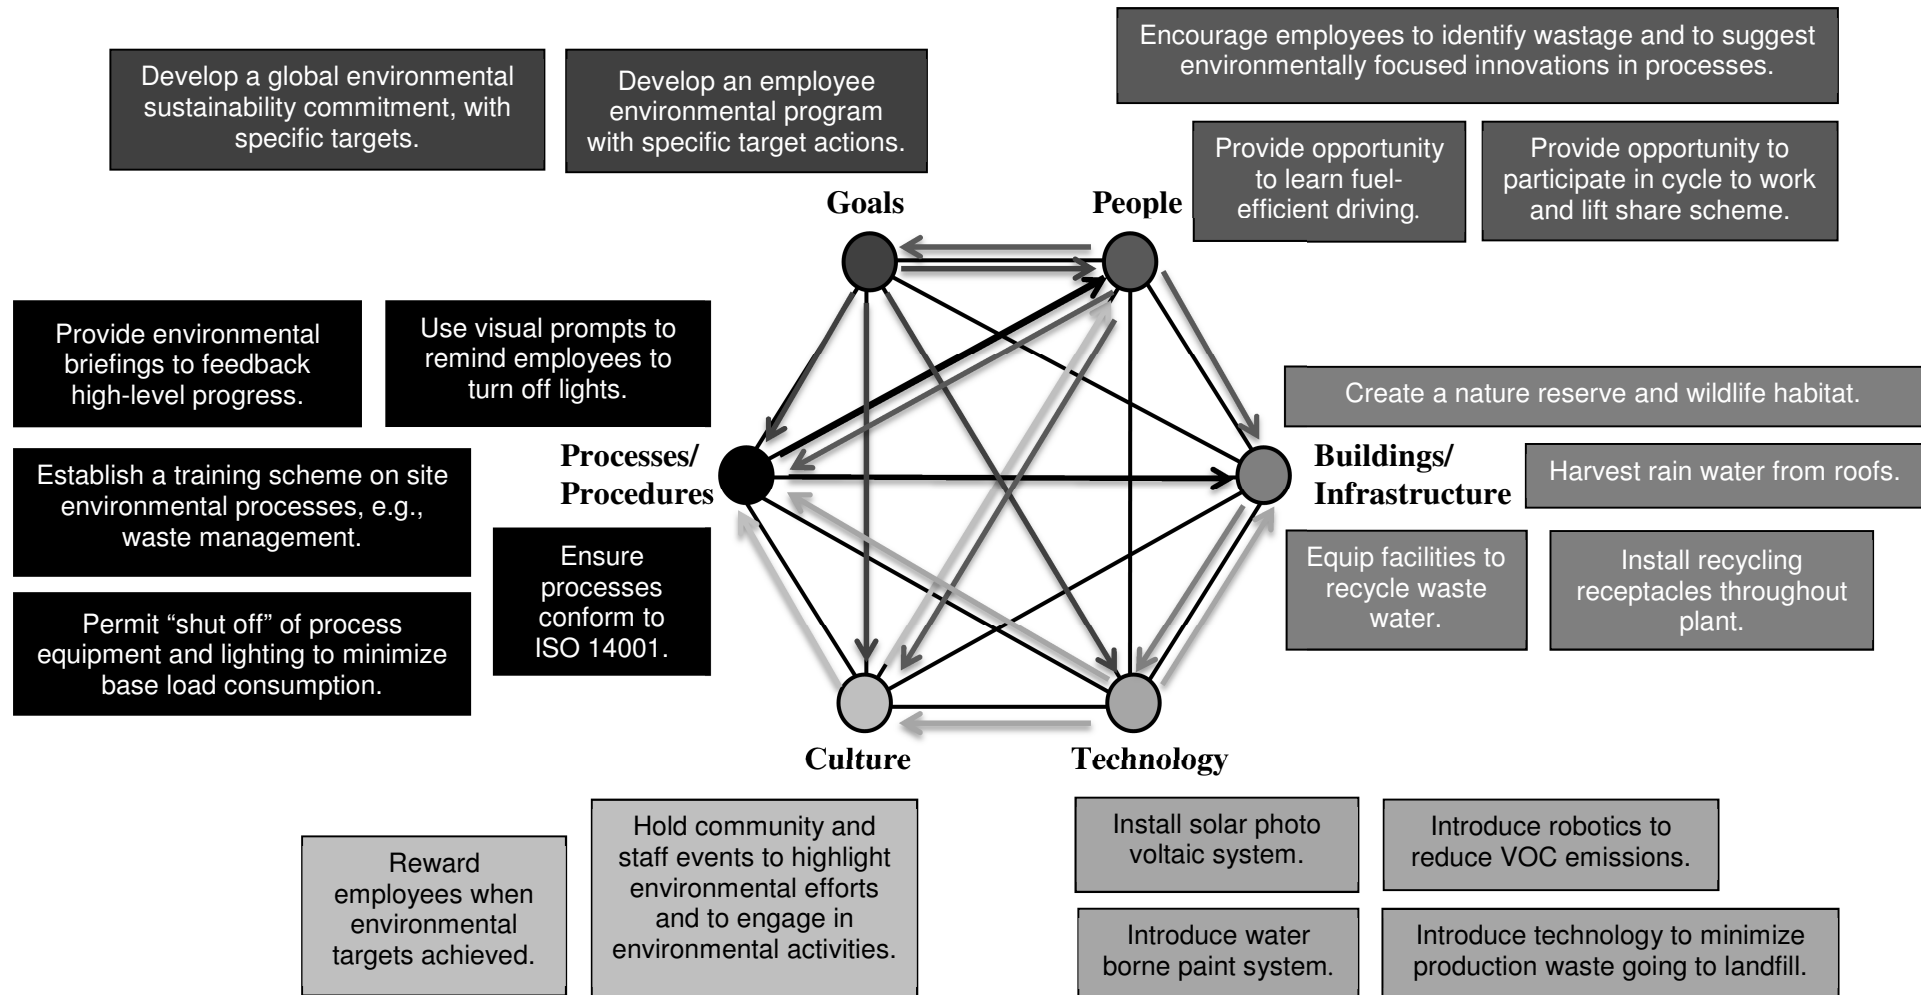 Develop a global environmental
sustainability commitment, with
specific targets.
Develop an employee
environmental program
with specific target actions.
Encourage employees to identify wastage and to suggest
environmentally focused innovations in processes.
Provide opportunity
to learn fuel-
efficient driving.
Provide opportunity to
participate in cycle to work
and lift share scheme.
Goals
People
Provide environmental
briefings to feedback
high-level progress.
Use visual prompts to
remind employees to
turn off lights.
Establish a training scheme on site
environmental processes, e.g.,
waste management.
Permit “shut off” of process
equipment and lighting to minimize
base load consumption.
Ensure
processes
conform to
ISO 14001.
Processes/
Procedures
Buildings/
Infrastructure
Create a nature reserve and wildlife habitat.
Harvest rain water from roofs.
Equip facilities to
recycle waste
water.
Install recycling
receptacles throughout
plant.
Culture
Technology
Reward
employees when
environmental
targets achieved.
Hold community and
staff events to highlight
environmental efforts
and to engage in
environmental activities.
Install solar photo
voltaic system.
Introduce robotics to
reduce VOC emissions.
Introduce water
borne paint system.
Introduce technology to minimize
production waste going to landfill.